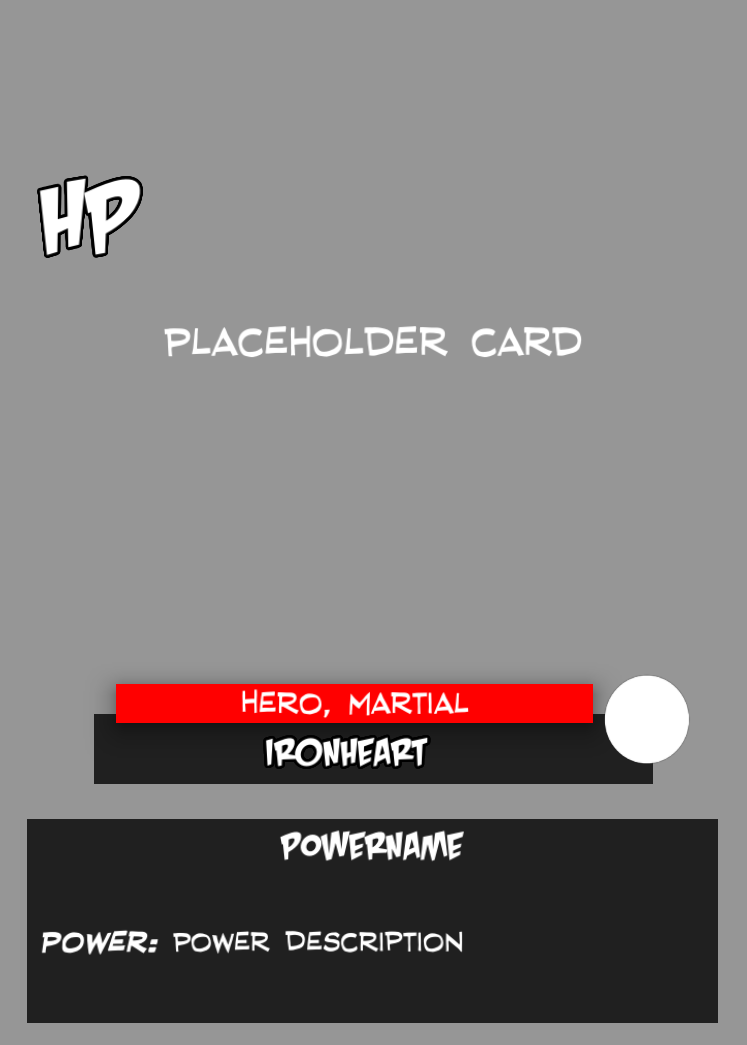 HP
PLACEHOLDER CARD
HERO, MARTIAL
IRONHEART
POWERNAME
POWER: POWER DESCRIPTION